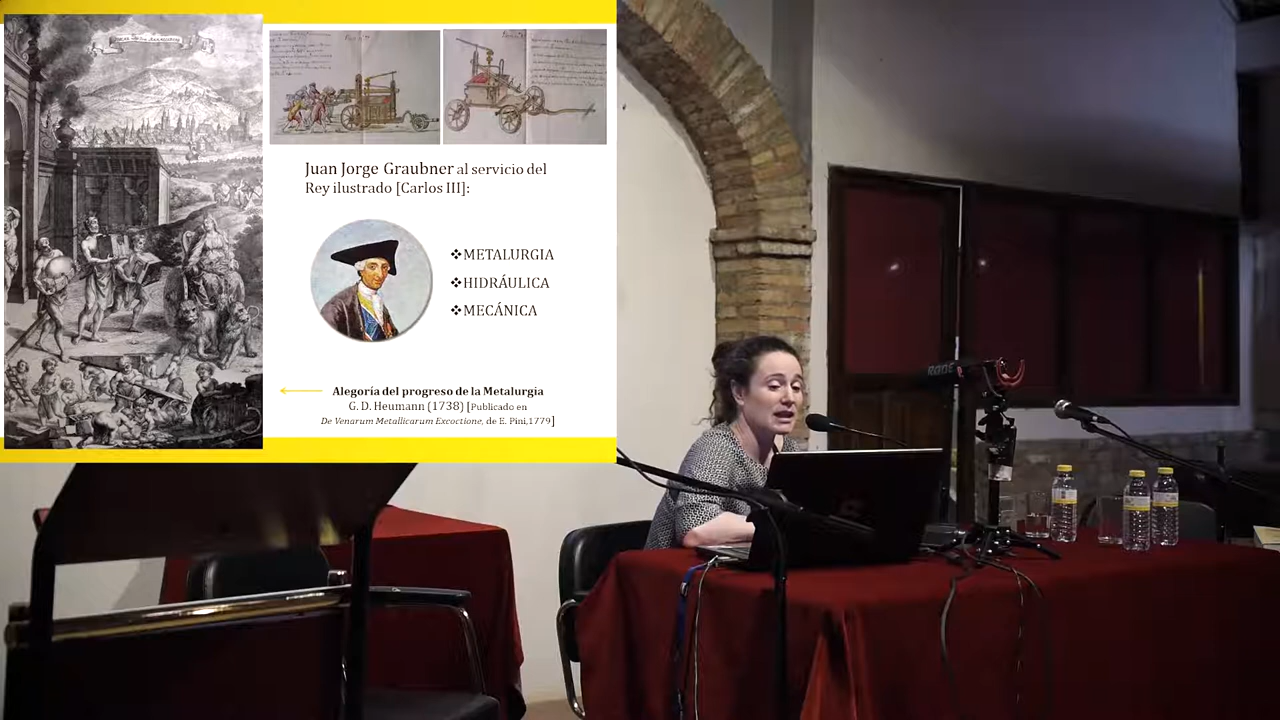 Juan Jorge Graubner al servicio del
Rey ilustrado [Carlos III]:
❖METALURGIA
❖HIDRÁULICA
❖MECÁNICA
Alegoría del progreso de la Metalurgia
G. D. Heumann (1738) [Publicado en
De Venarum Metallicarum Excoctione, de E. Pini,1779]
RODE